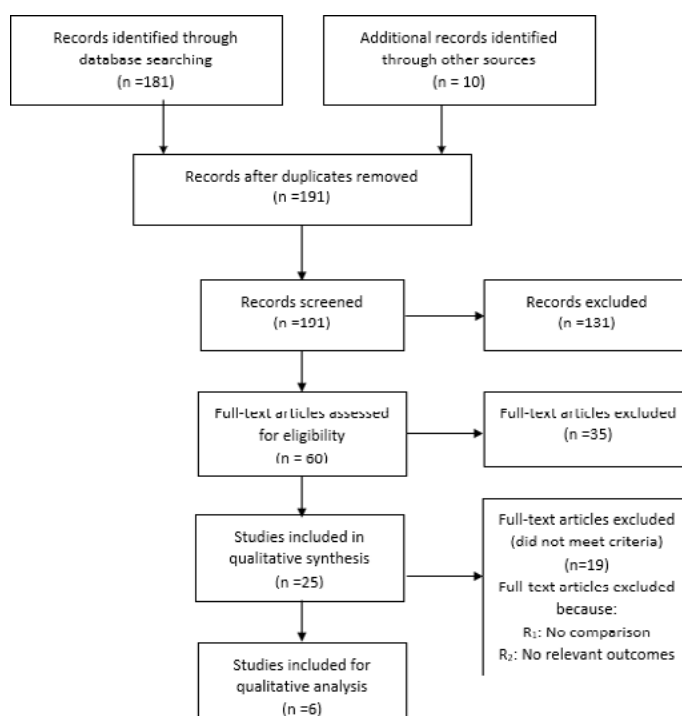 Records identified through
database searching
(n =181)
Additional records identified
through other sources
(n = 10)
Records after duplicates removed
(n =191)
Records screened
(n =191)
Records excluded
(n =131)
Full-text articles assessed
for eligibility
(n = 60)
Full-text articles excluded
(n =35)
Studies included in
qualitative synthesis
(n =25)
Full-text articles excluded
(did not meet criteria)
(n=19)
Full text articles excluded
because:
R₁: No comparison
R₂: No relevant outcomes
Studies included for
qualitative analysis
(n =6)